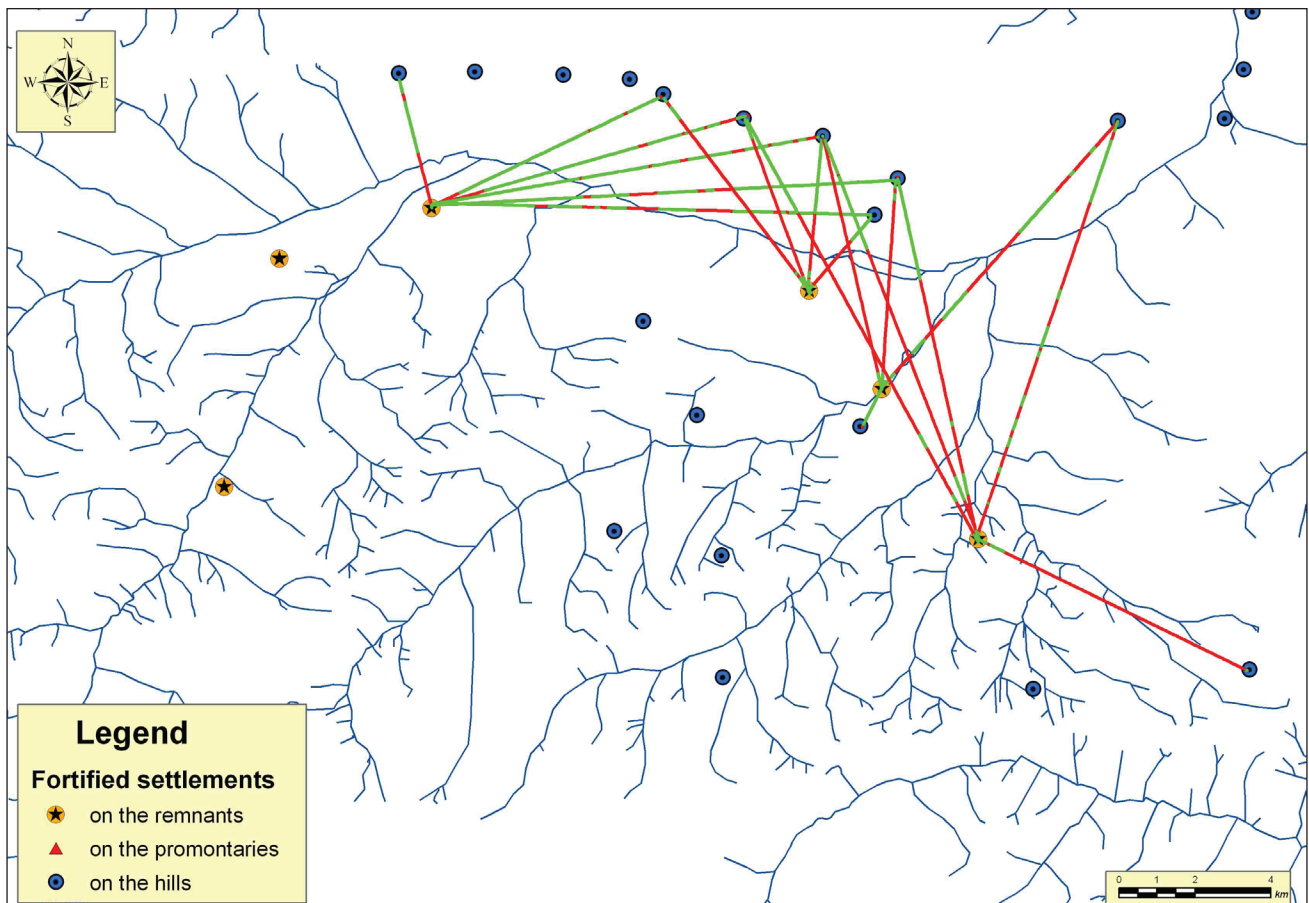 N
W E
S
Legend
Fortified settlements
on the remnants
on the promontaries
on the hills
0 1 2 4
km